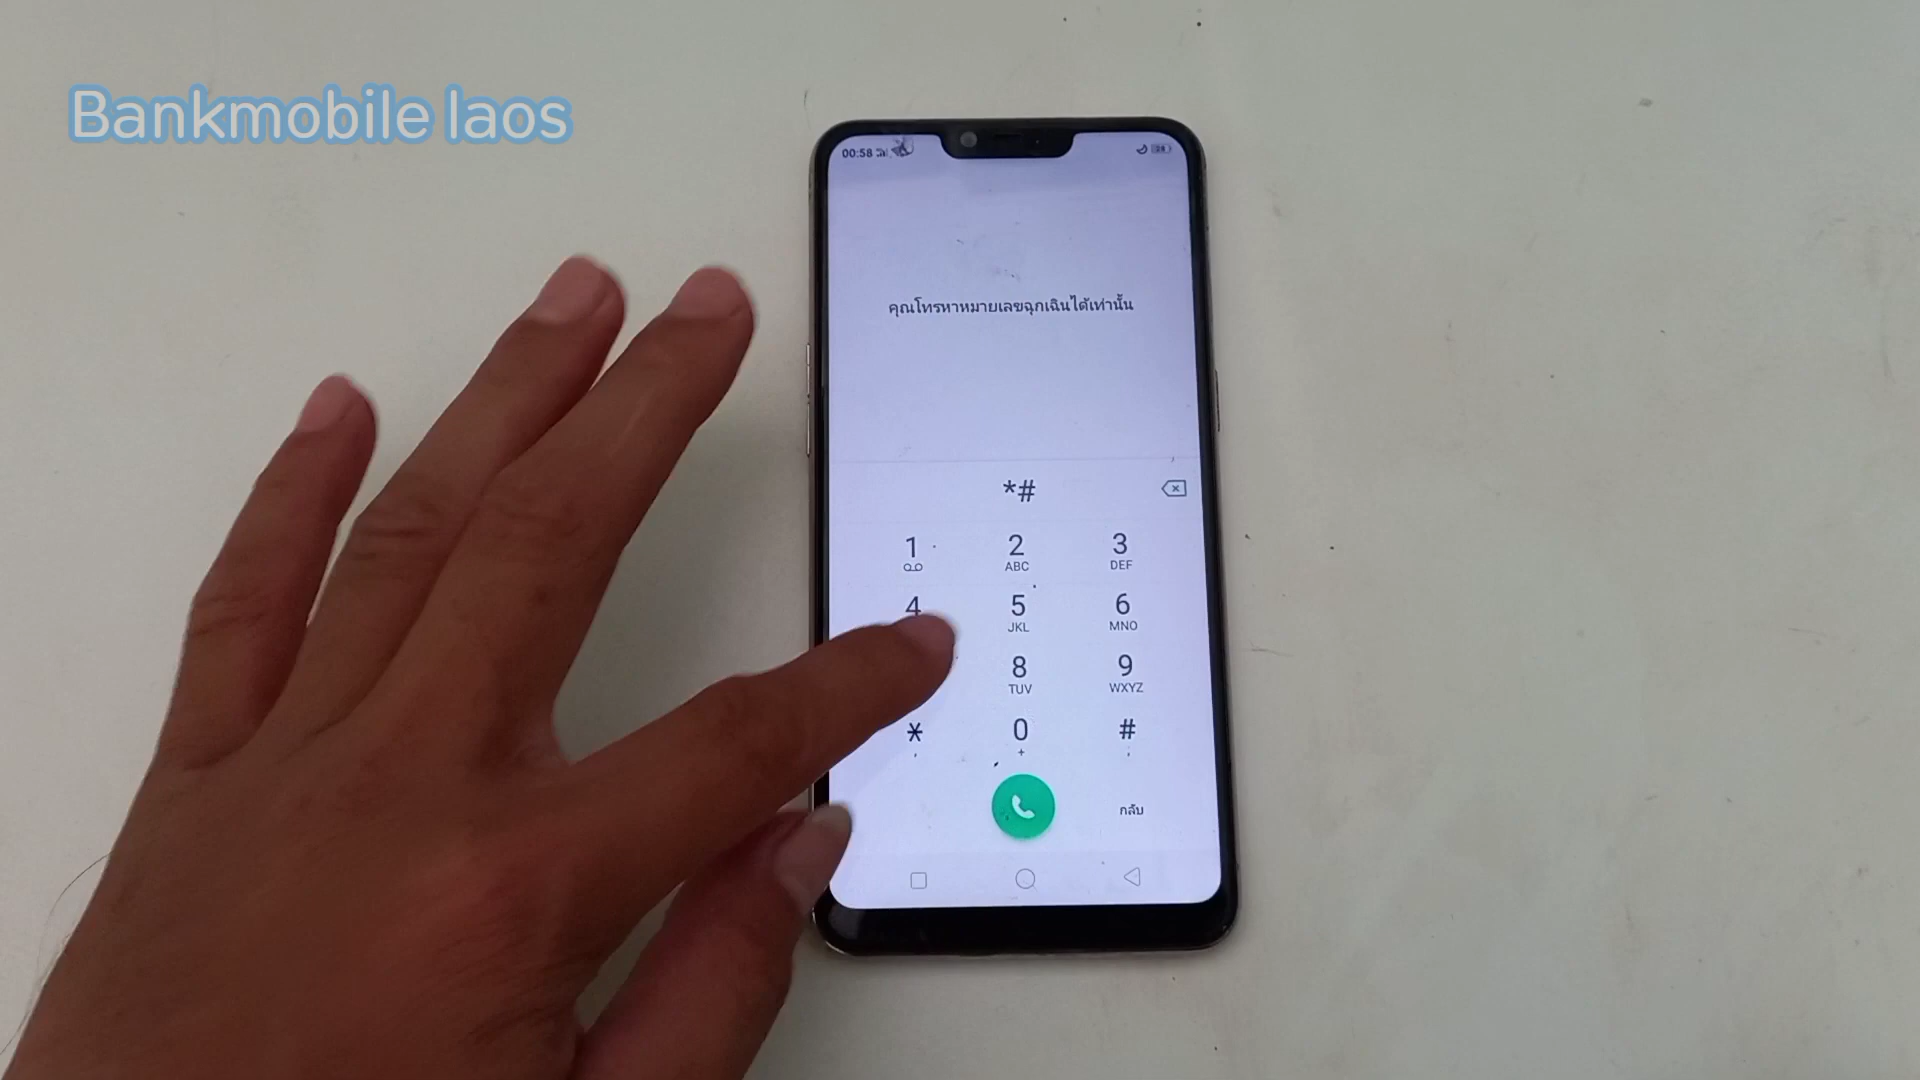 Bankmobile laos
00:58
คุณโทรหาหมายเลขฉุกเฉินได้เท่านั้น
*#
1 2 3
ABC DEF
4 5 6
JKL MNO
8 9
TUV WXYZ
* 0 #
, + ;
กลับ